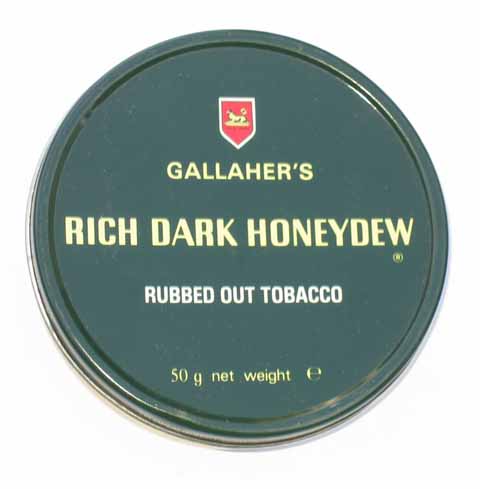 GALLAHER'S
RICH DARK HONEYDEW
®
RUBBED OUT TOBACCO
50 g net weight ℮